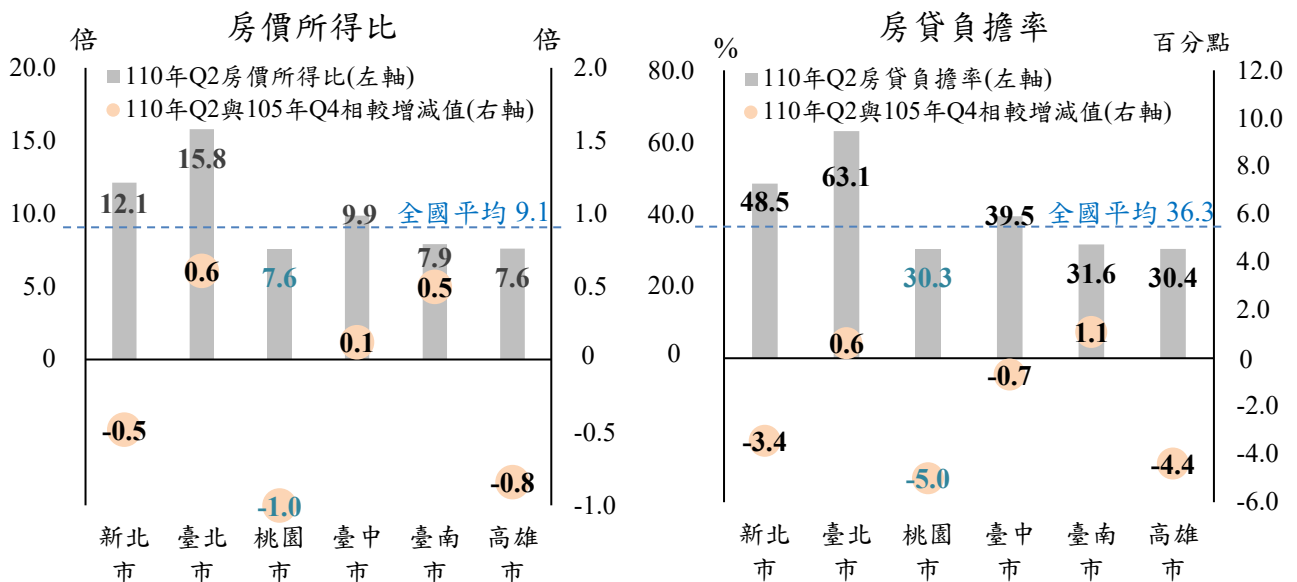 房價所得比
倍
倍
20.0
15.0
10.0
5.0
0
110年Q2房價所得比(左軸)
110年Q2與105年Q4相較增減值(右軸)
12.1
15.8
7.6
9.9
7.9
7.6
全國平均 9.1
-0.5
0.6
-1.0
0.1
0.5
-0.8
2.0
1.5
1.0
0.5
0
-0.5
-1.0
新北市
臺北市
桃園市
臺中市
臺南市
高雄市
房貸負擔率
%
百分點
80.0
60.0
40.0
20.0
0
110年Q2房貸負擔率(左軸)
110年Q2與105年Q4相較增減值(右軸)
48.5
63.1
30.3
39.5
31.6
30.4
全國平均 36.3
-3.4
0.6
-5.0
-0.7
1.1
-4.4
12.0
10.0
8.0
6.0
4.0
2.0
0
-2.0
-4.0
-6.0
新北市
臺北市
桃園市
臺中市
臺南市
高雄市